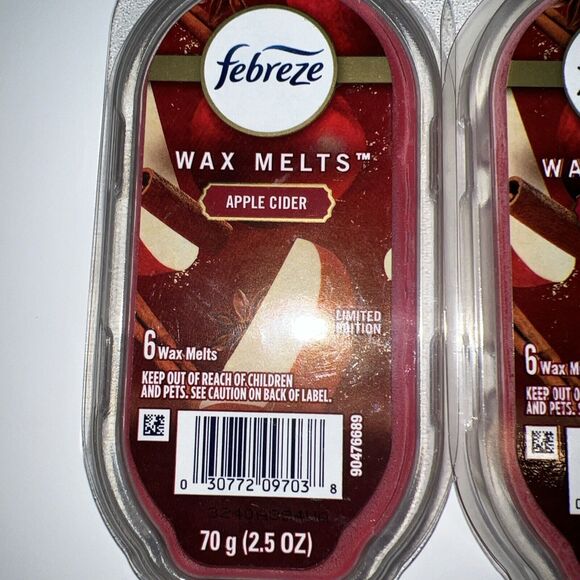 febreze
WAX MELTS™
APPLE CIDER
LIMITED
EDITION
6 Wax Melts
KEEP OUT OF REACH OF CHILDREN
AND PETS. SEE CAUTION ON BACK OF LABEL.
90476689
0 30772 09703 8
70 g (2.5 OZ)
WA
6 Wax M
KEEP OUT O
AND PETS.